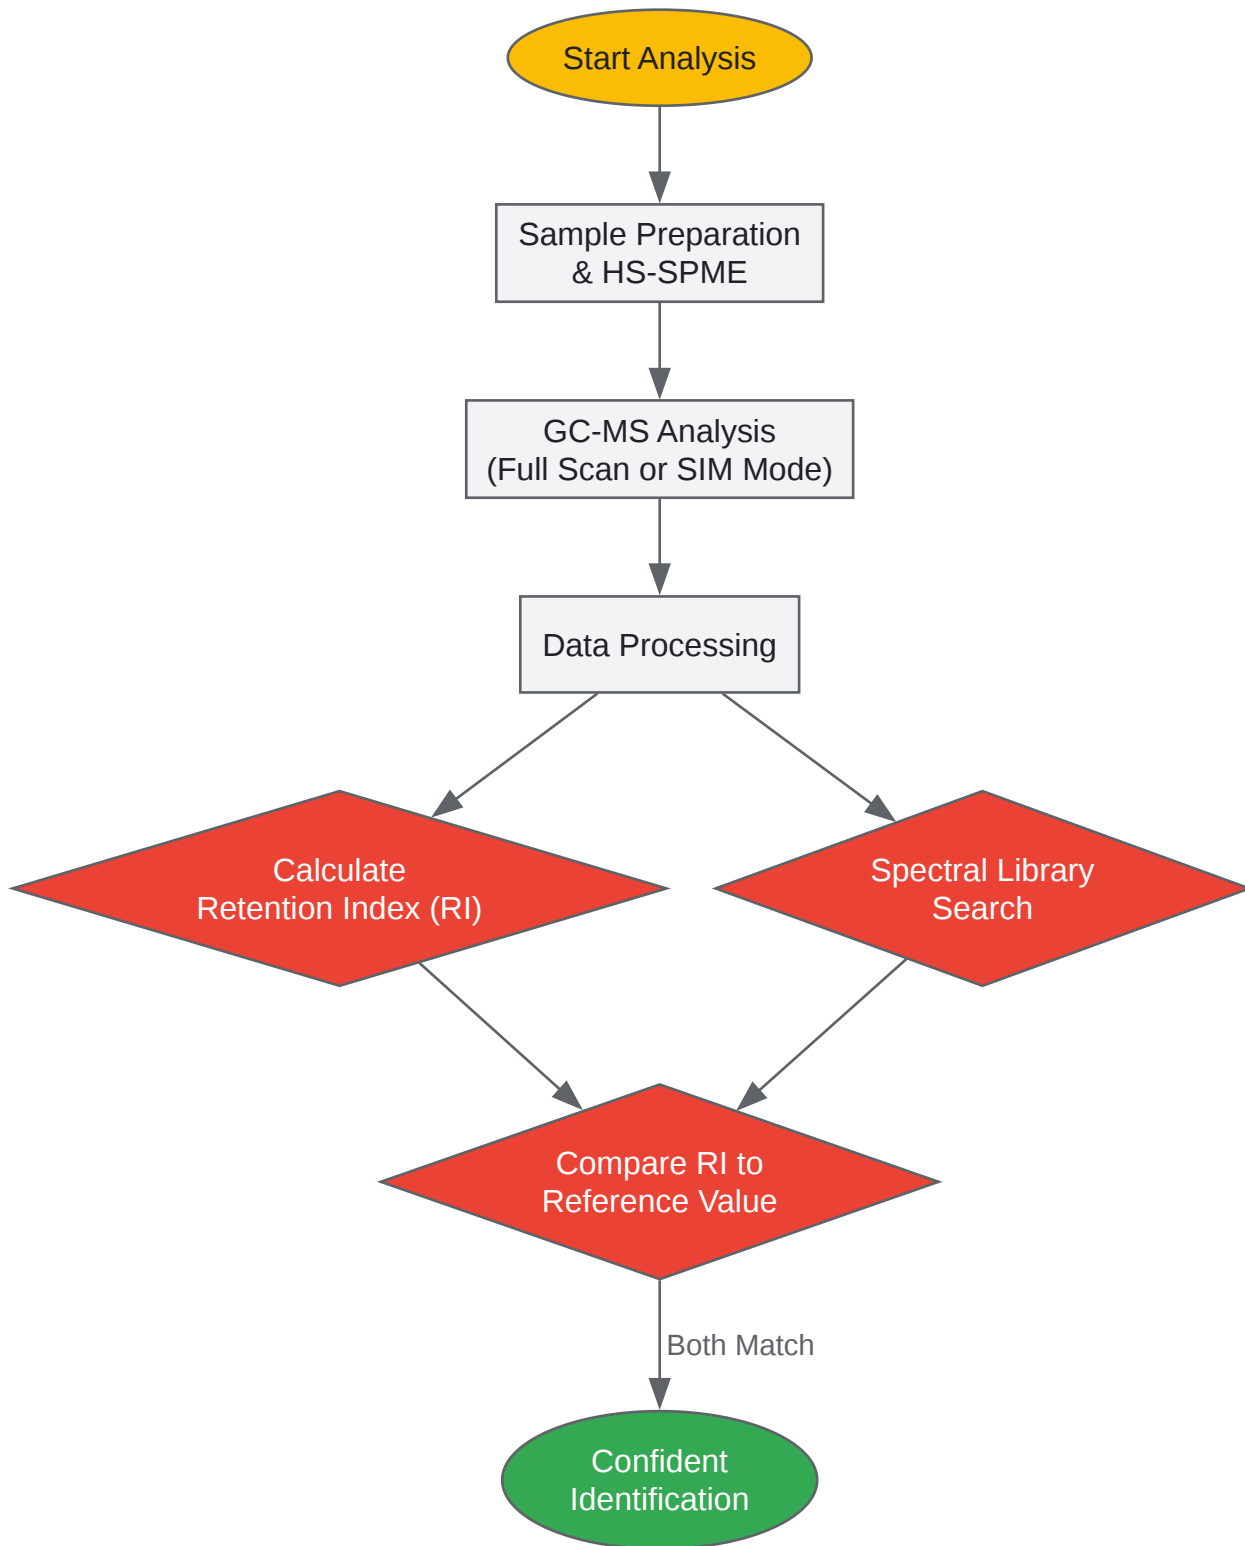 Start Analysis
Sample Preparation
& HS-SPME
GC-MS Analysis
(Full Scan or SIM Mode)
Data Processing
Calculate
Retention Index (RI)
Spectral Library
Search
Compare RI to
Reference Value
Both Match
Confident
Identification